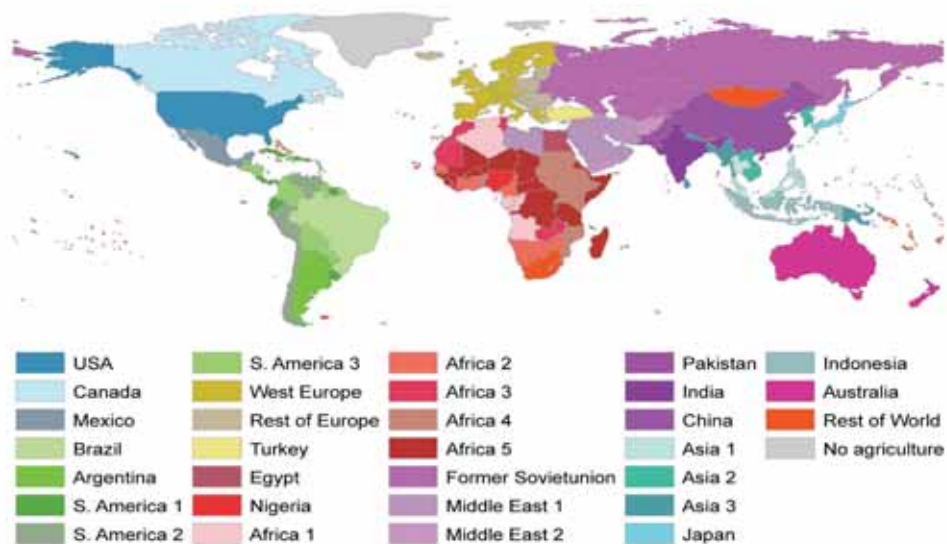 USA
Canada
Mexico
Brazil
Argentina
S. America 1
S. America 2
S. America 3
West Europe
Rest of Europe
Turkey
Egypt
Nigeria
Africa 1
Africa 2
Africa 3
Africa 4
Africa 5
Former Sovietunion
Middle East 1
Middle East 2
Pakistan
India
China
Asia 1
Asia 2
Asia 3
Japan
Indonesia
Australia
Rest of World
No agriculture